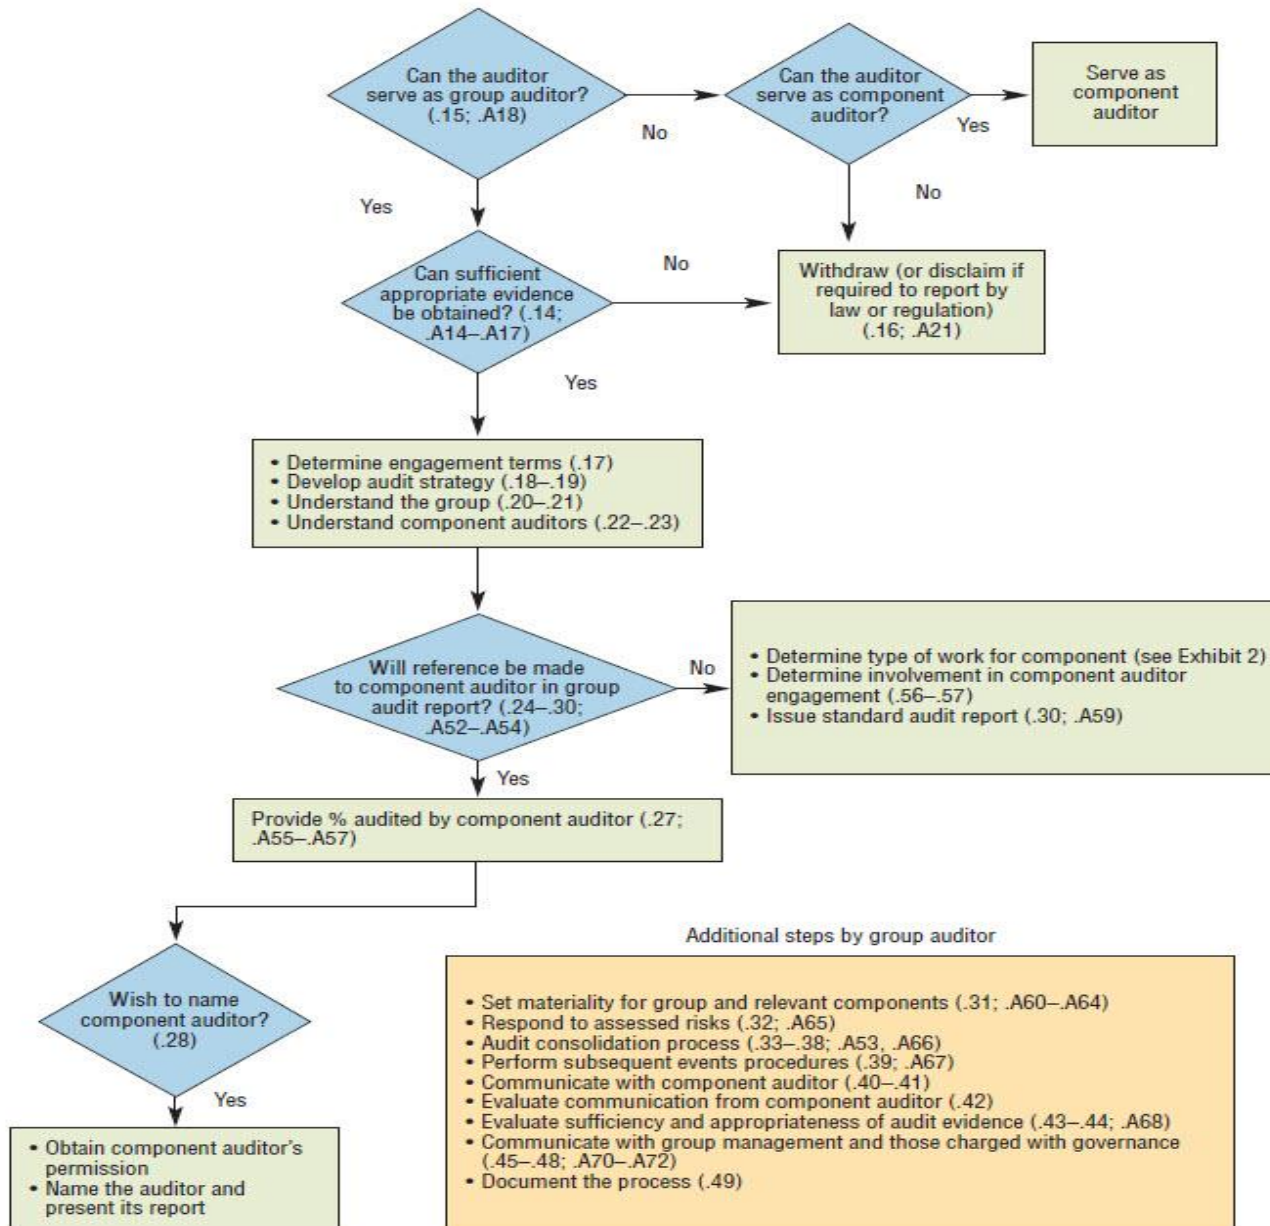 Can the auditor
serve as group auditor?
(.15; .A18)
No
Can the auditor
serve as component
auditor?
Yes
Serve as
component
auditor
Yes
No
Can sufficient
appropriate evidence
be obtained? (.14;
.A14–.A17)
No
Withdraw (or disclaim if
required to report by
law or regulation)
(.16; .A21)
Yes
• Determine engagement terms (.17)
• Develop audit strategy (.18–.19)
• Understand the group (.20–.21)
• Understand component auditors (.22–.23)
Will reference be made
to component auditor in group
audit report? (.24–.30;
.A52–.A54)
No
• Determine type of work for component (see Exhibit 2)
• Determine involvement in component auditor
engagement (.56–.57)
• Issue standard audit report (.30; .A59)
Yes
Provide % audited by component auditor (.27;
.A55–.A57)
Wish to name
component auditor?
(.28)
Yes
• Obtain component auditor's
permission
• Name the auditor and
present its report
Additional steps by group auditor
• Set materiality for group and relevant components (.31; .A60–.A64)
• Respond to assessed risks (.32; .A65)
• Audit consolidation process (.33–.38; .A53, .A66)
• Perform subsequent events procedures (.39; .A67)
• Communicate with component auditor (.40–.41)
• Evaluate communication from component auditor (.42)
• Evaluate sufficiency and appropriateness of audit evidence (.43–.44; .A68)
• Communicate with group management and those charged with governance
(.45–.48; .A70–.A72)
• Document the process (.49)